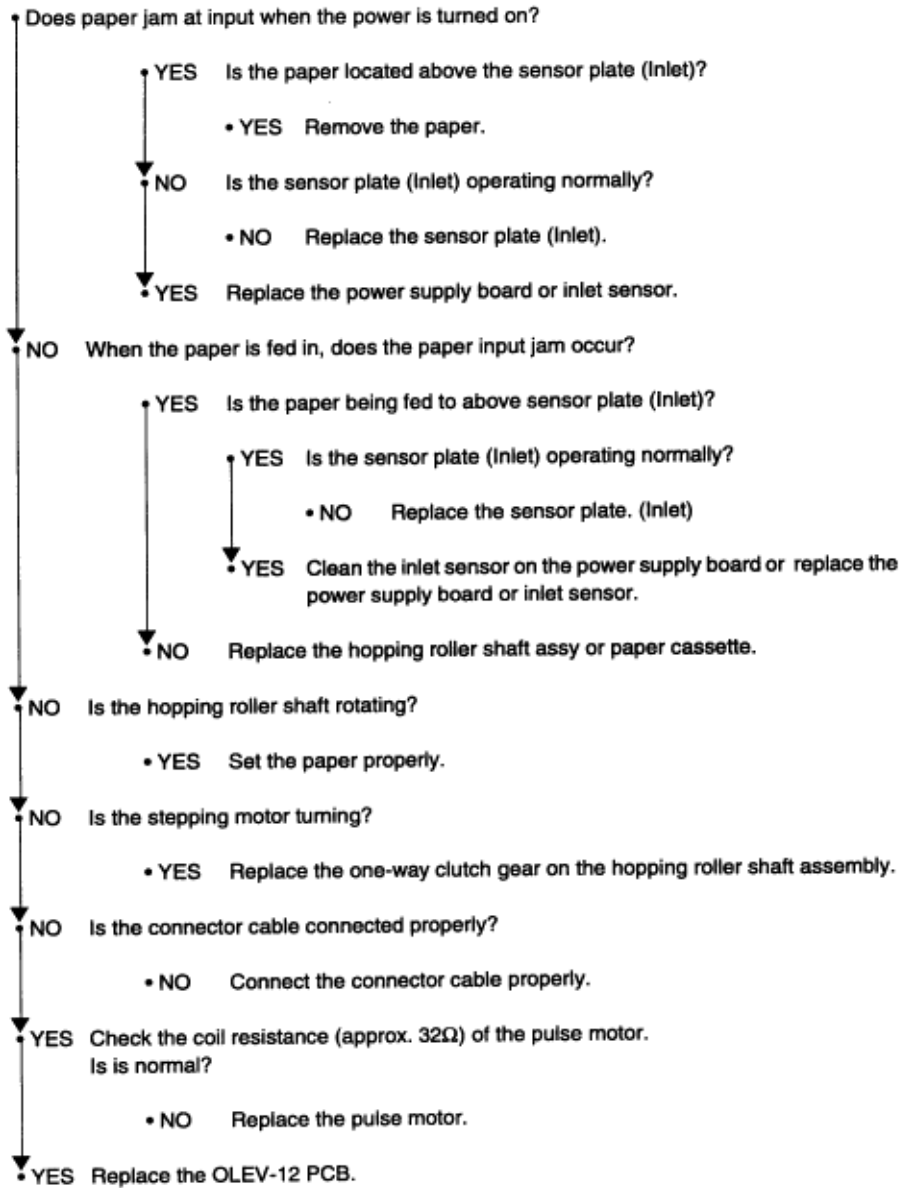 • Does paper jam at input when the power is turned on?
• YES Is the paper located above the sensor plate (Inlet)?
• YES Remove the paper.
• NO Is the sensor plate (Inlet) operating normally?
• NO Replace the sensor plate (Inlet).
• YES Replace the power supply board or inlet sensor.
• NO When the paper is fed in, does the paper input jam occur?
• YES Is the paper being fed to above sensor plate (Inlet)?
• YES Is the sensor plate (Inlet) operating normally?
• NO Replace the sensor plate. (Inlet)
• YES Clean the inlet sensor on the power supply board or replace the
power supply board or inlet sensor.
• NO Replace the hopping roller shaft assy or paper cassette.
• NO Is the hopping roller shaft rotating?
• YES Set the paper properly.
• NO Is the stepping motor turning?
• YES Replace the one-way clutch gear on the hopping roller shaft assembly.
• NO Is the connector cable connected properly?
• NO Connect the connector cable properly.
• YES Check the coil resistance (approx. 32Ω) of the pulse motor.
Is is normal?
• NO Replace the pulse motor.
• YES Replace the OLEV-12 PCB.